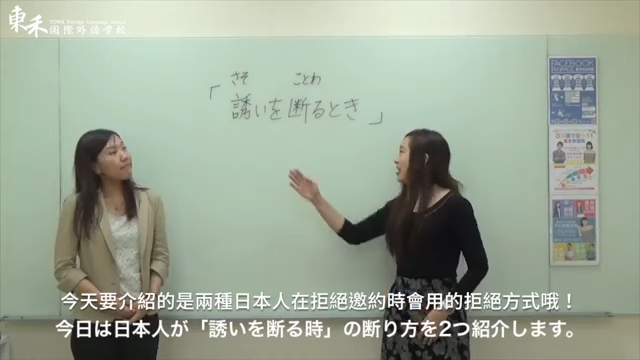 東禾
TOWA Foreign Language School
国際外語學校
さそ ことわ
「誘いを断るとき」
FACEBOOK
今天要介紹的是兩種日本人在拒絕邀約時會用的拒絕方式哦！
今日は日本人が「誘いを断る時」の断り方を2つ紹介します。